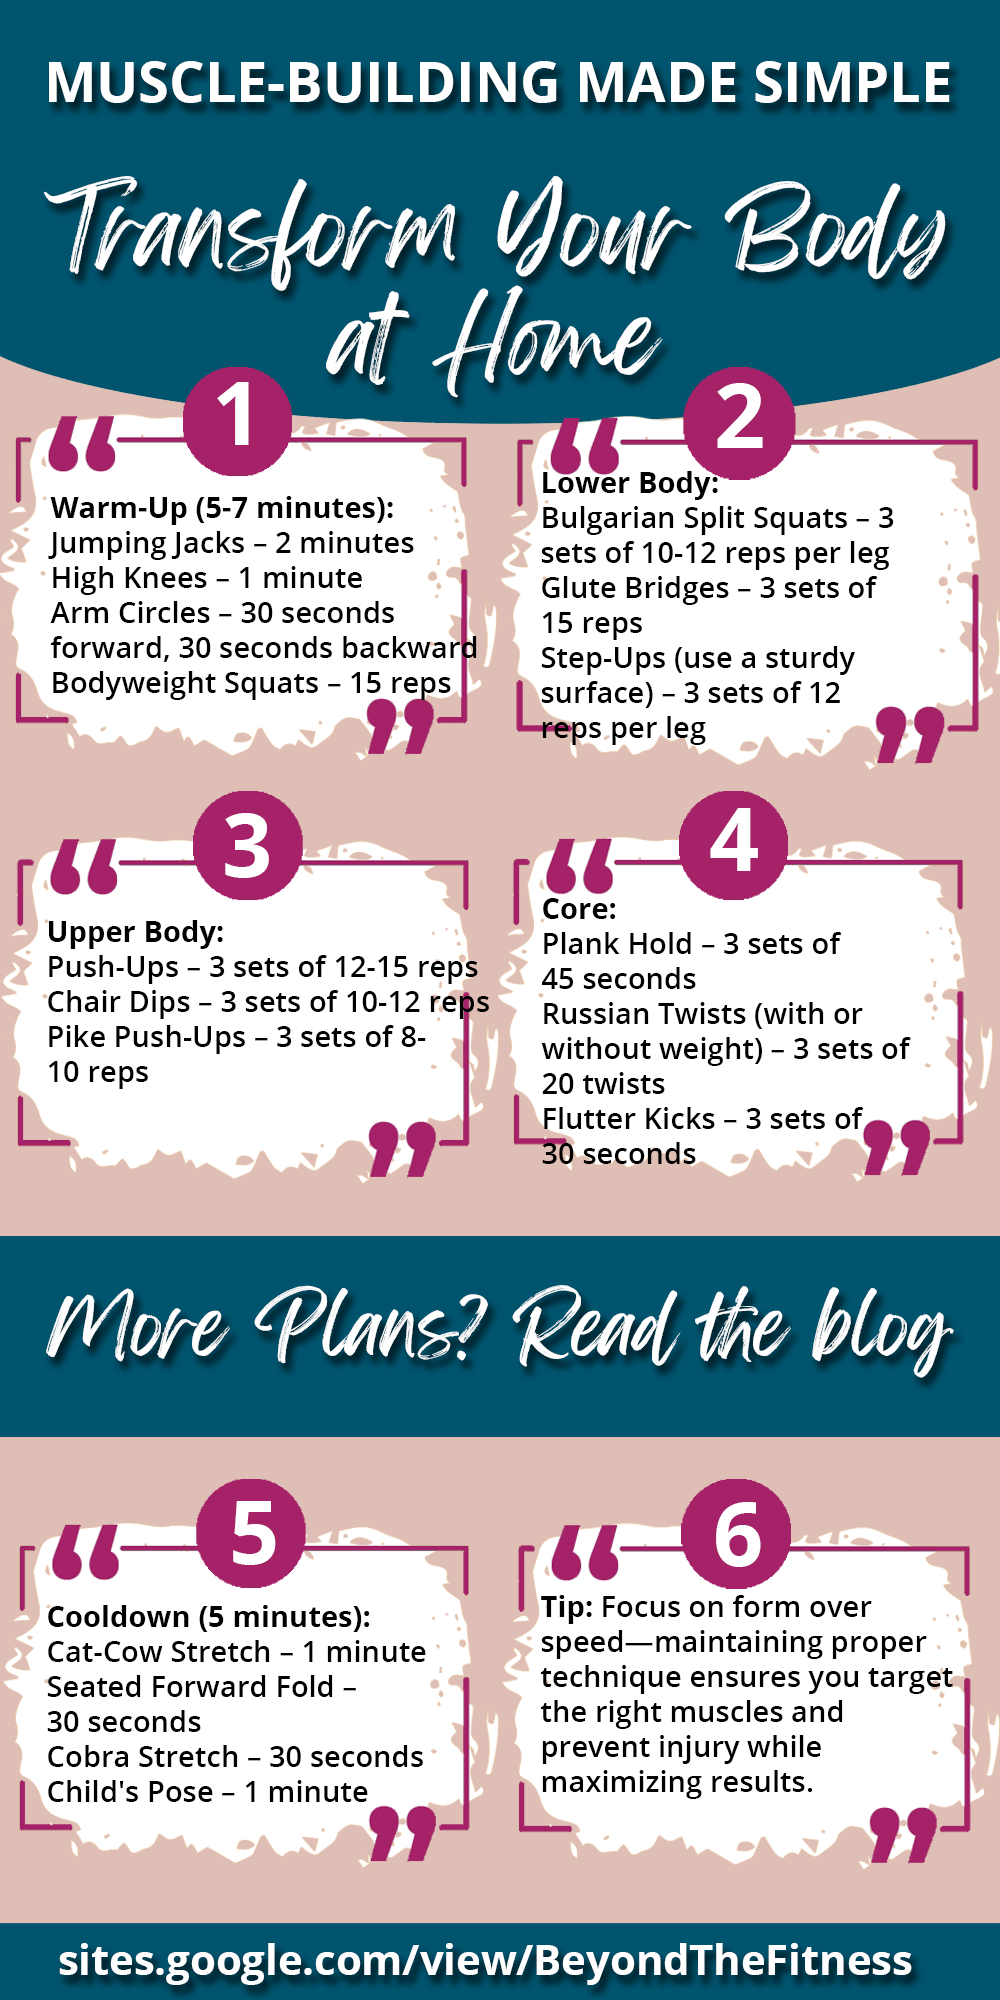 MUSCLE-BUILDING MADE SIMPLE
Transform Your Body
at Home
1
Warm-Up (5-7 minutes):
Jumping Jacks – 2 minutes
High Knees – 1 minute
Arm Circles – 30 seconds
forward, 30 seconds backward
Bodyweight Squats – 15 reps
2
Lower Body:
Bulgarian Split Squats – 3
sets of 10-12 reps per leg
Glute Bridges – 3 sets of
15 reps
Step-Ups (use a sturdy
surface) – 3 sets of 12
reps per leg
3
Upper Body:
Push-Ups – 3 sets of 12-15 reps
Chair Dips – 3 sets of 10-12 reps
Pike Push-Ups – 3 sets of 8-
10 reps
4
Core:
Plank Hold – 3 sets of
45 seconds
Russian Twists (with or
without weight) – 3 sets of
20 twists
Flutter Kicks – 3 sets of
30 seconds
More Plans? Read the blog
5
Cooldown (5 minutes):
Cat-Cow Stretch – 1 minute
Seated Forward Fold –
30 seconds
Cobra Stretch – 30 seconds
Child's Pose – 1 minute
6
Tip: Focus on form over
speed—maintaining proper
technique ensures you target
the right muscles and
prevent injury while
maximizing results.
sites.google.com/view/BeyondTheFitness